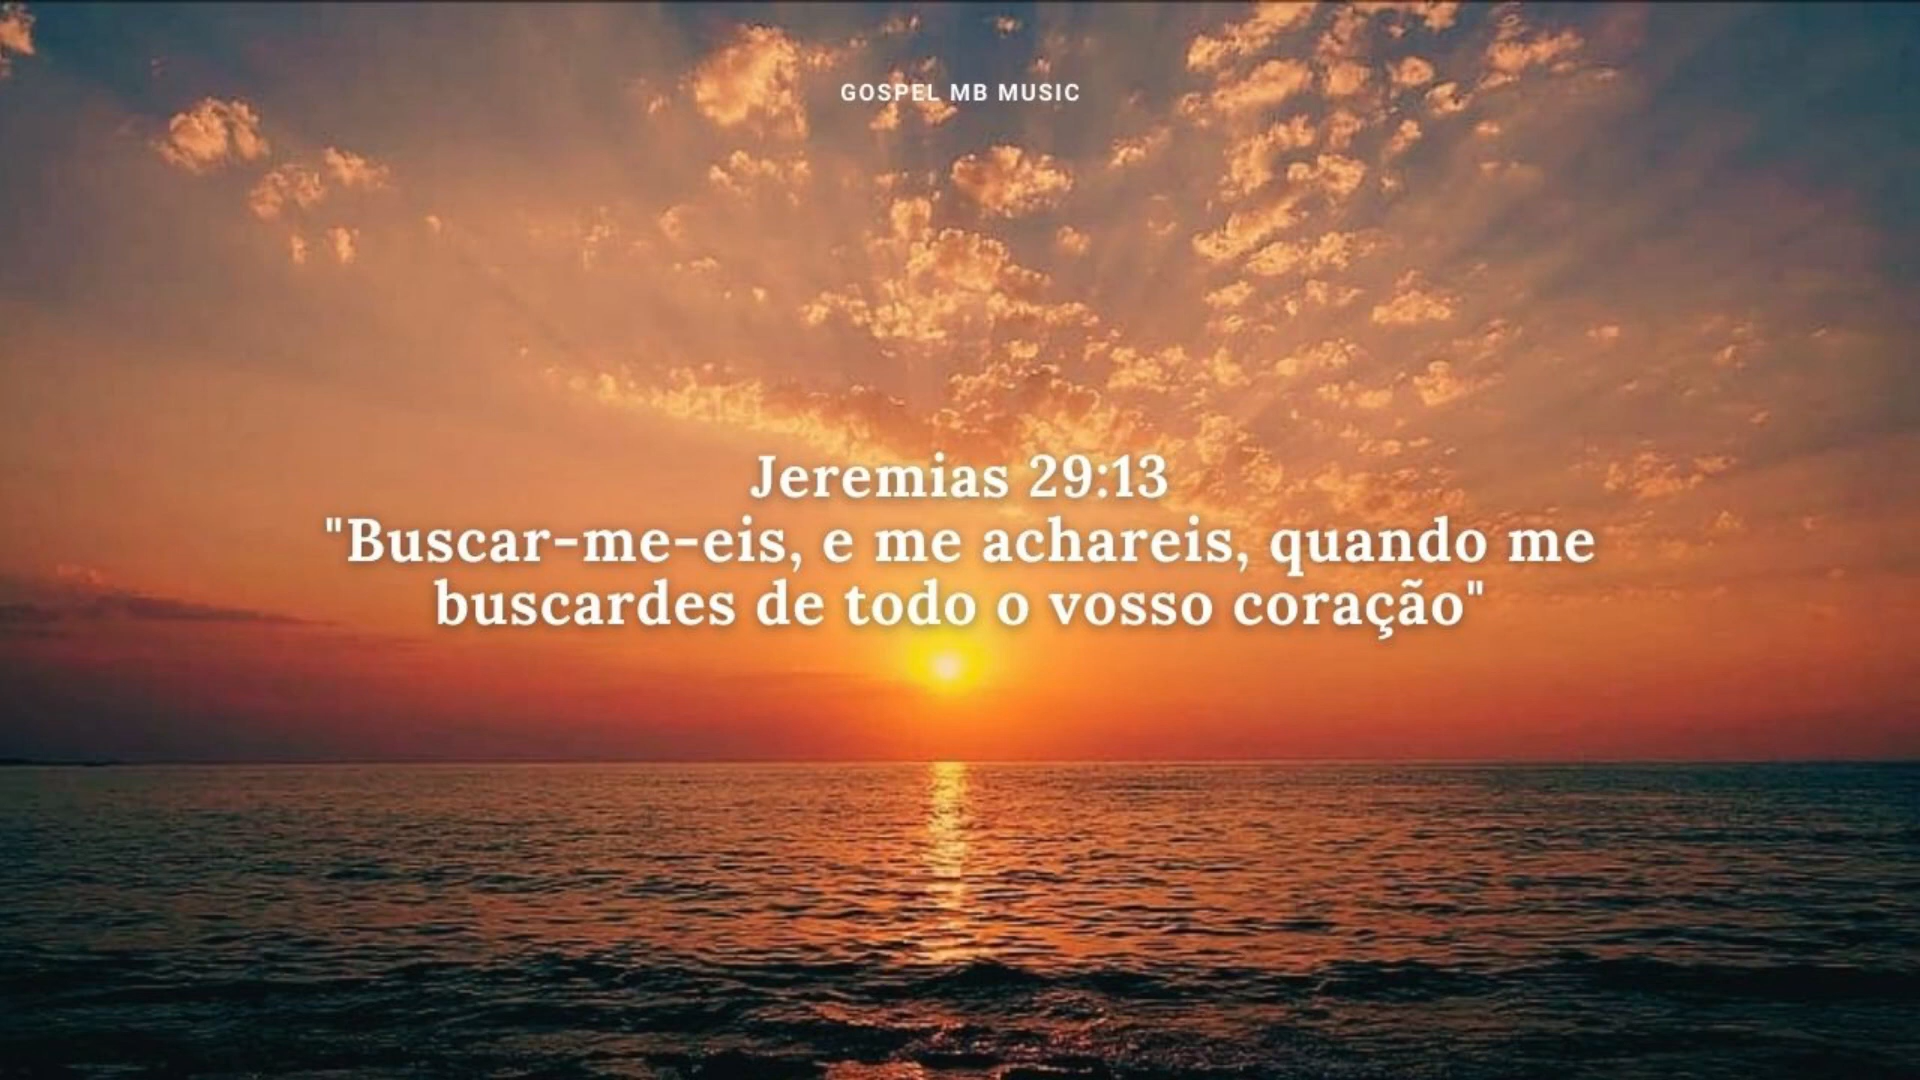 GOSPEL MB MUSIC
Jeremias 29:13
"Buscar-me-eis, e me achareis, quando me
buscardes de todo o vosso coração"